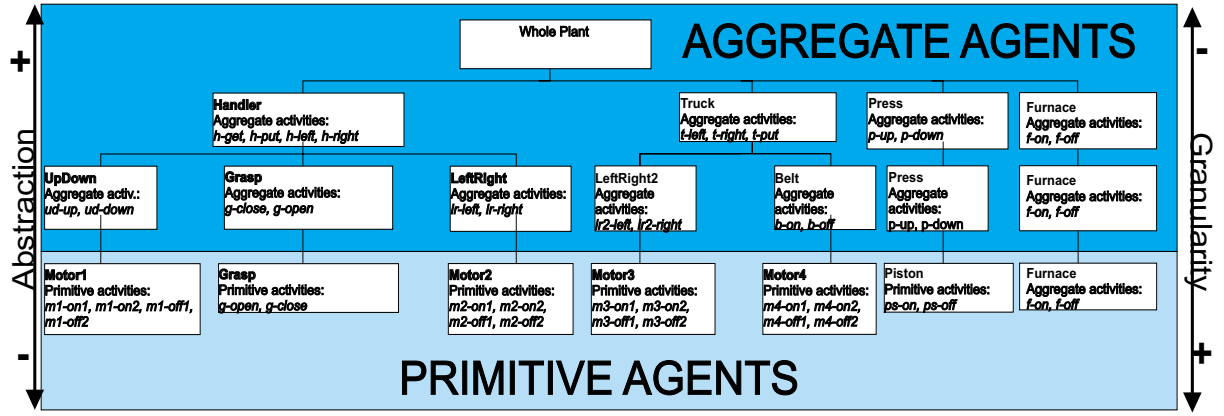 Whole Plant
AGGREGATE AGENTS
+
-
Handler
Aggregate activities:
h-get, h-put, h-left, h-right
Truck
Aggregate activities:
t-left, t-right, t-put
Press
Aggregate activities:
p-up, p-down
Furnace
Aggregate activities:
f-on, f-off
Abstraction
Granularity
UpDown
Aggregate activ.:
ud-up, ud-down
Grasp
Aggregate activities:
g-close, g-open
LeftRight
Aggregate activities:
lr-left, lr-right
LeftRight2
Aggregate
activities:
lr2-left, lr2-right
Belt
Aggregate
activities:
b-on, b-off
Press
Aggregate
activities:
p-up, p-down
Furnace
Aggregate activities:
f-on, f-off
Motor1
Primitive activities:
m1-on1, m1-on2, m1-off1,
m1-off2
Grasp
Primitive activities:
g-open, g-close
Motor2
Primitive activities:
m2-on1, m2-on2,
m2-off1, m2-off2
Motor3
Primitive activities:
m3-on1, m3-on2,
m3-off1, m3-off2
Motor4
Primitive activities:
m4-on1, m4-on2,
m4-off1, m4-off2
Piston
Primitive activities:
ps-on, ps-off
Furnace
Aggregate activities:
f-on, f-off
-
+
PRIMITIVE AGENTS